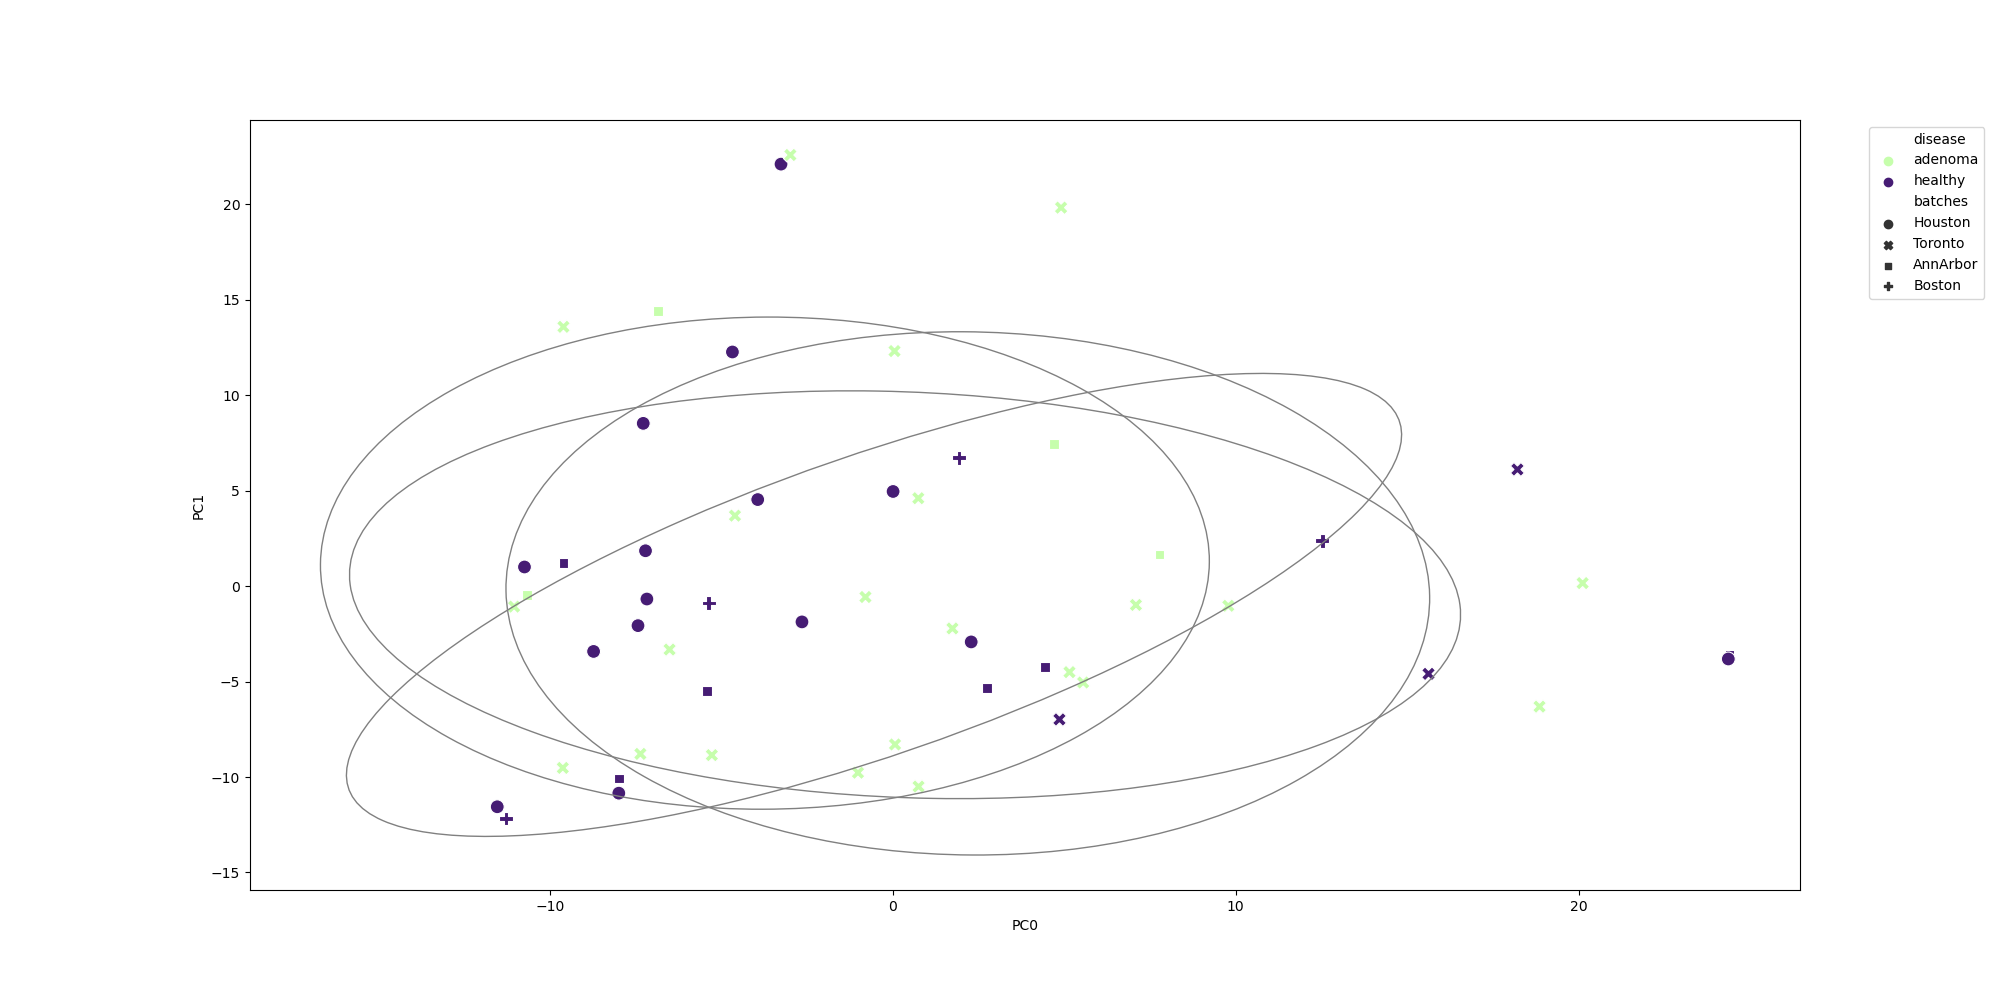 disease
adenoma
healthy
batches
Houston
Toronto
AnnArbor
Boston
20
15
10
5
0
−5
−10
−15
PC1
−10 0 10 20
PC0